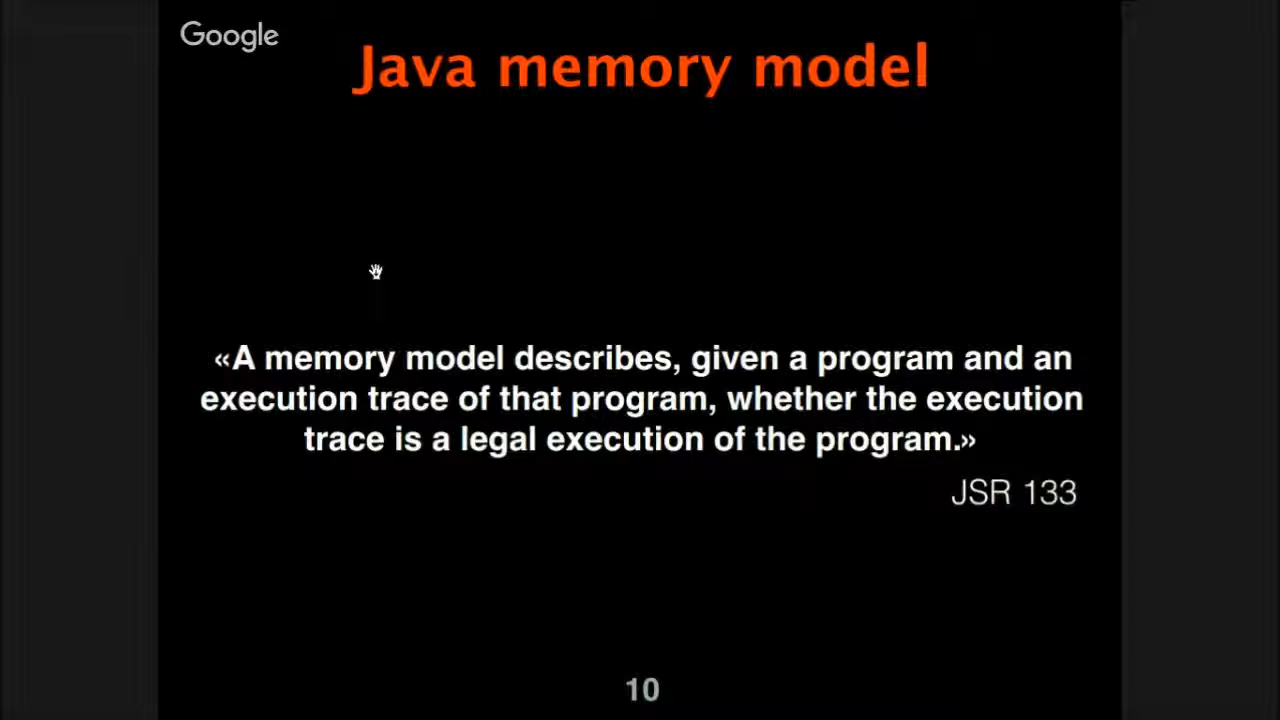 Google
Java memory model
«A memory model describes, given a program and an
execution trace of that program, whether the execution
trace is a legal execution of the program.»
JSR 133
10